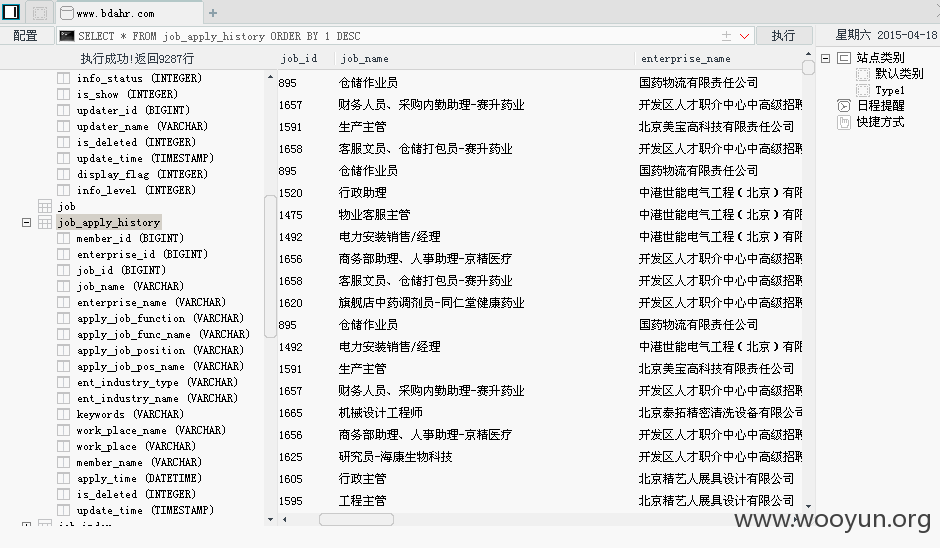 www.bdahr.com
配置
SELECT * FROM job_apply_history ORDER BY 1 DESC
执行
星期六 2015-04-18
执行成功!返回9287行
info_status (INTEGER)
is_show (INTEGER)
updater_id (BIGINT)
updater_name (VARCHAR)
is_deleted (INTEGER)
update_time (TIMESTAMP)
display_flag (INTEGER)
info_level (INTEGER)
job
job_apply_history
member_id (BIGINT)
enterprise_id (BIGINT)
job_id (BIGINT)
job_name (VARCHAR)
enterprise_name (VARCHAR)
apply_job_function (VARCHAR)
apply_job_func_name (VARCHAR)
apply_job_position (VARCHAR)
apply_job_pos_name (VARCHAR)
ent_industry_type (VARCHAR)
ent_industry_name (VARCHAR)
keywords (VARCHAR)
work_place_name (VARCHAR)
work_place (VARCHAR)
member_name (VARCHAR)
apply_time (DATETIME)
is_deleted (INTEGER)
update_time (TIMESTAMP)
job_id job_name enterprise_name
895 仓储作业员 国药物流有限责任公司
1657 财务人员、采购内勤助理-赛升药业 开发区人才职介中心中高级招聘
1591 生产主管 北京美宝高科技有限责任公司
1658 客服文员、仓储打包员-赛升药业 开发区人才职介中心中高级招聘
895 仓储作业员 国药物流有限责任公司
1520 行政助理 中港世能电气工程(北京)有限
1475 物业客服主管 中港世能电气工程(北京)有限
1492 电力安装销售/经理 中港世能电气工程(北京)有限
1656 商务部助理、人事助理-京精医疗 开发区人才职介中心中高级招聘
1658 客服文员、仓储打包员-赛升药业 开发区人才职介中心中高级招聘
1620 旗舰店中药调剂员-同仁堂健康药业 开发区人才职介中心中高级招聘
895 仓储作业员 国药物流有限责任公司
1492 电力安装销售/经理 中港世能电气工程(北京)有限
1591 生产主管 北京美宝高科技有限责任公司
1657 财务人员、采购内勤助理-赛升药业 开发区人才职介中心中高级招聘
1665 机械设计工程师 北京泰拓精密清洗设备有限公司
1656 商务部助理、人事助理-京精医疗 开发区人才职介中心中高级招聘
1625 研究员-海康生物科技 开发区人才职介中心中高级招聘
1605 行政主管 北京精艺人展具设计有限公司
1595 工程主管 北京精艺人展具设计有限公司
站点类别
默认类别
Type1
日程提醒
快捷方式
www.wooyun.org